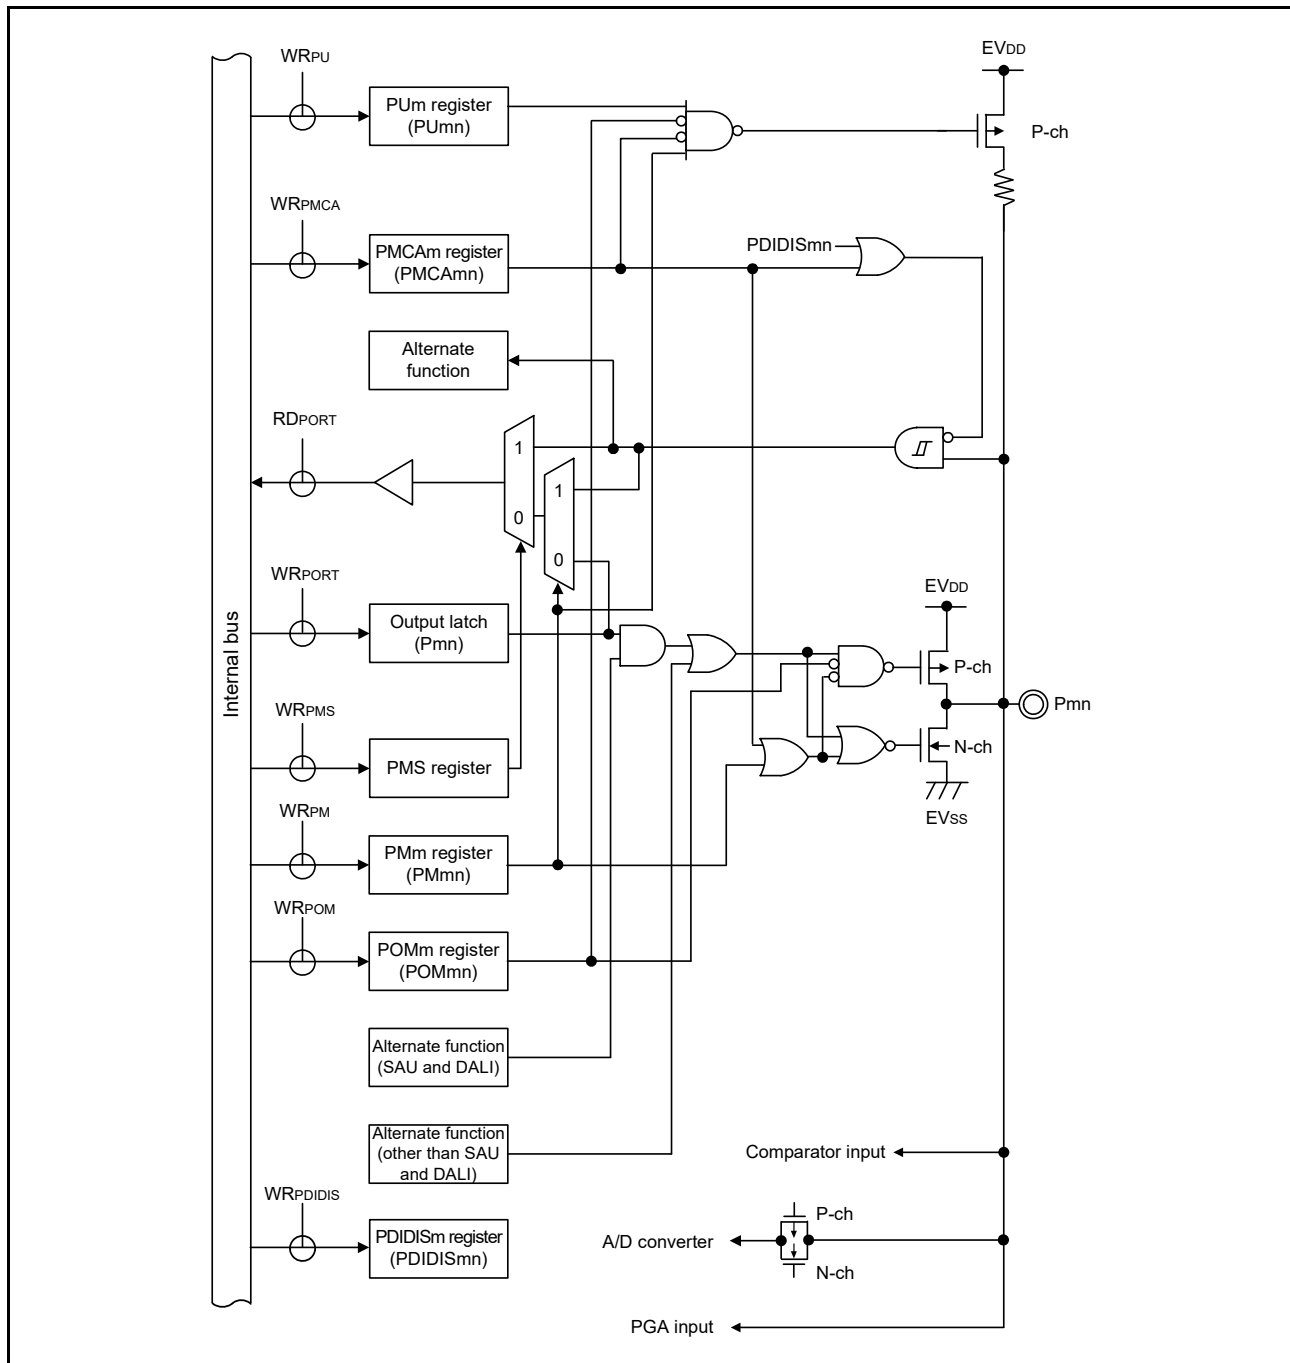 WRPU
EVDD
PUm register
(PUmn)
P-ch
WRPMCA
PMCAm register
(PMCAmn)
PDIDISmn
Alternate
function
RDPORT
1
0
1
0
WRPORT
Output latch
(Pmn)
EVDD
P-ch
Pmn
Internal bus
WRPMS
PMS register
N-ch
EVSS
WRPM
PMm register
(PMmn)
WRPOM
POMm register
(POMmn)
Alternate function
(SAU and DALI)
Alternate function
(other than SAU
and DALI)
Comparator input
WRPDIDIS
PDIDISm register
(PDIDISmn)
P-ch
A/D converter
N-ch
PGA input